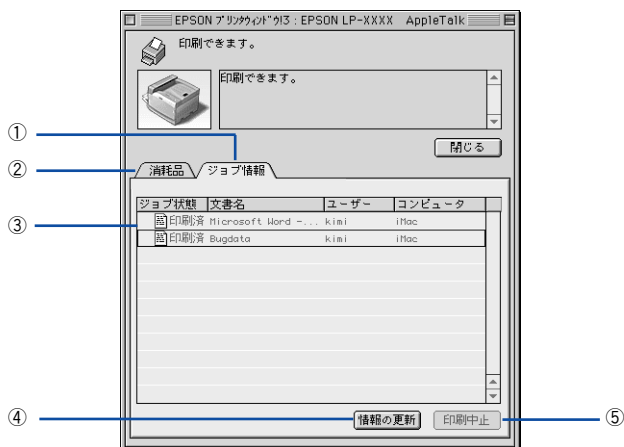 EPSON プリンタウィンドウ!3 : EPSON LP-XXXX AppleTalk
印刷できます。
印刷できます。
閉じる
①
② 消耗品 ジョブ情報
ジョブ状態 文書名 ユーザー コンピュータ
③ 印刷済 Microsoft Word -... kimi iMac
印刷済 Bugdata kimi iMac
④ 情報の更新 印刷中止 ⑤